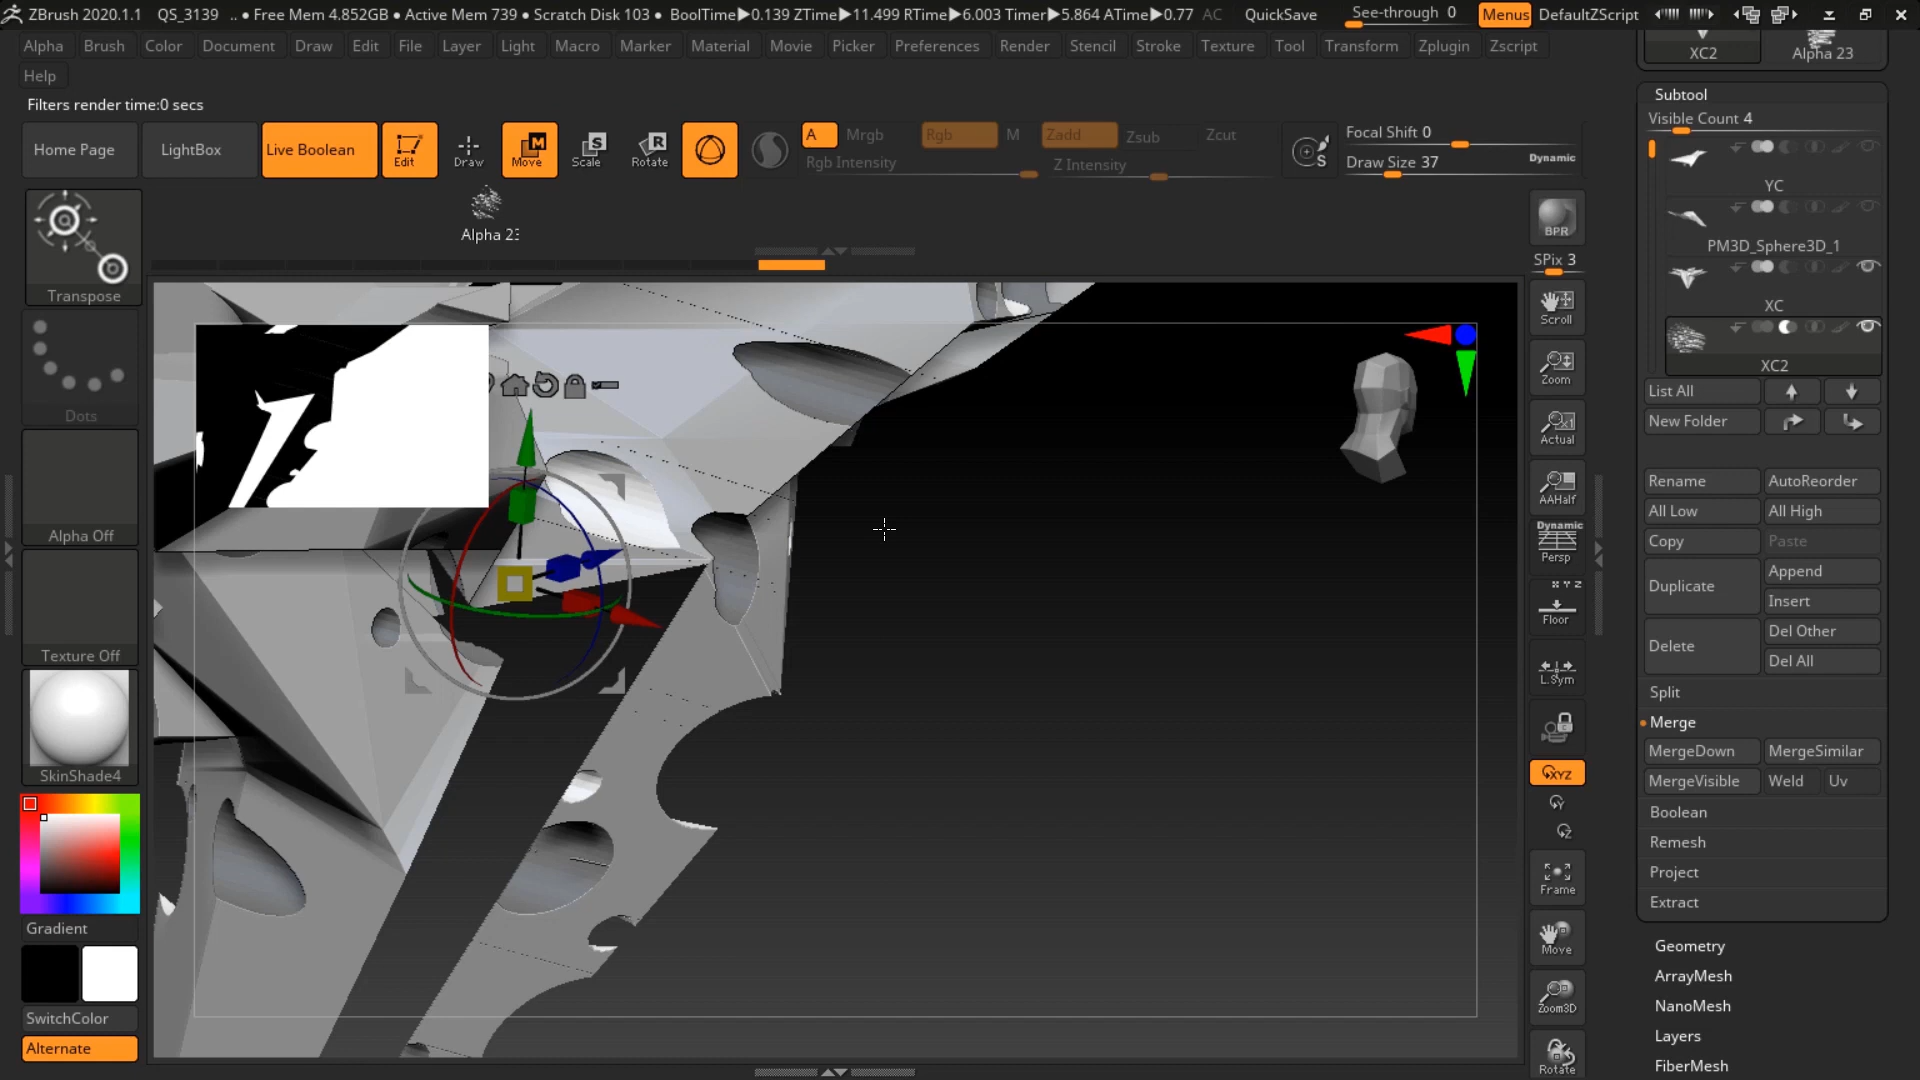 ZBrush 2020.1.1 QS_3139 .. ● Free Mem 4.852GB ● Active Mem 739 ● Scratch Disk 103 ● BoolTime▶0.139 ZTime▶11.499 RTime▶6.003 Timer▶5.864 ATime▶0.77 AC QuickSave See-through 0 Menus DefaultZScript
Alpha Brush Color Document Draw Edit File Layer Light Macro Marker Material Movie Picker Preferences Render Stencil Stroke Texture Tool Transform Zplugin Zscript
Help
Filters render time:0 secs
Home Page LightBox Live Boolean Edit Draw Move Scale Rotate
M S R
A Mrgb Rgb M Zadd Zsub Zcut
Rgb Intensity Z Intensity
S
Focal Shift 0
Draw Size 37 Dynamic
Transpose
Alpha 23
Dots
Alpha Off
Texture Off
SkinShade4
Gradient
SwitchColor
Alternate
BPR
SPix 3
Scroll
Zoom
Actual
AAHalf
Dynamic
Persp
X Y Z
Floor
L.Sym
XYZ
Y
Z
Frame
Move
Zoom3D
Rotate
XC2 Alpha 23
Subtool
Visible Count 4
YC
PM3D_Sphere3D_1
XC
XC2
List All
New Folder
Rename AutoReorder
All Low All High
Copy Paste
Duplicate Append
Insert
Delete Del Other
Del All
Split
Merge
MergeDown MergeSimilar
MergeVisible Weld Uv
Boolean
Remesh
Project
Extract
Geometry
ArrayMesh
NanoMesh
Layers
FiberMesh